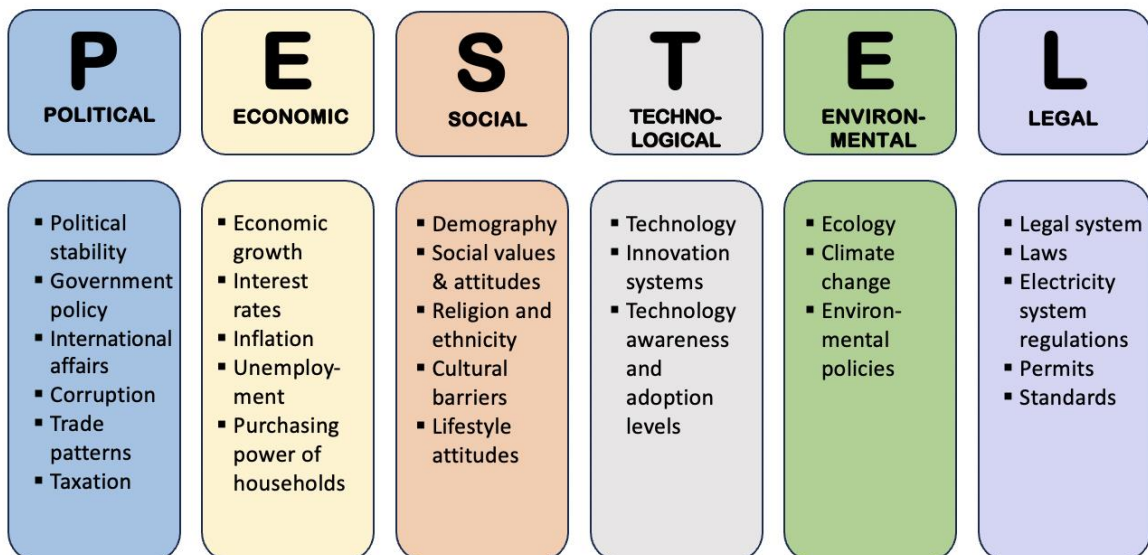 P
POLITICAL
E
ECONOMIC
S
SOCIAL
T
TECHNO-
LOGICAL
E
ENVIRON-
MENTAL
L
LEGAL
▪ Political
stability
▪ Government
policy
▪ International
affairs
▪ Corruption
▪ Trade
patterns
▪ Taxation
▪ Economic
growth
▪ Interest
rates
▪ Inflation
▪ Unemploy-
ment
▪ Purchasing
power of
households
▪ Demography
▪ Social values
& attitudes
▪ Religion and
ethnicity
▪ Cultural
barriers
▪ Lifestyle
attitudes
▪ Technology
▪ Innovation
systems
▪ Technology
awareness
and
adoption
levels
▪ Ecology
▪ Climate
change
▪ Environ-
mental
policies
▪ Legal system
▪ Laws
▪ Electricity
system
regulations
▪ Permits
▪ Standards